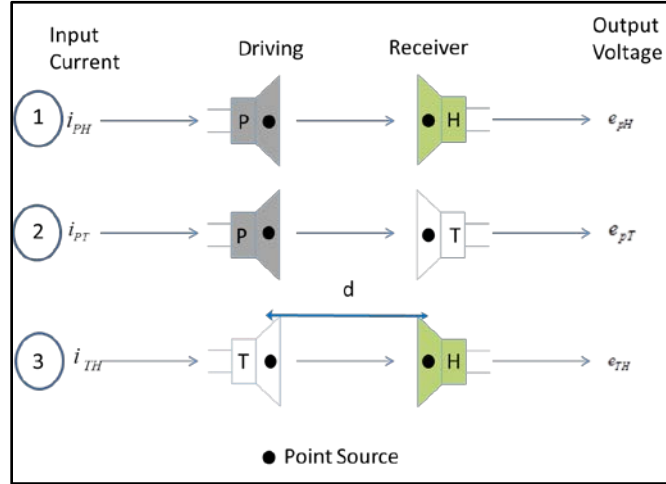 Input Current
Driving
Receiver
Output Voltage
1 i_PH P H e_pH
2 i_PT P T e_pT
d
3 i_TH T H e_TH
Point Source